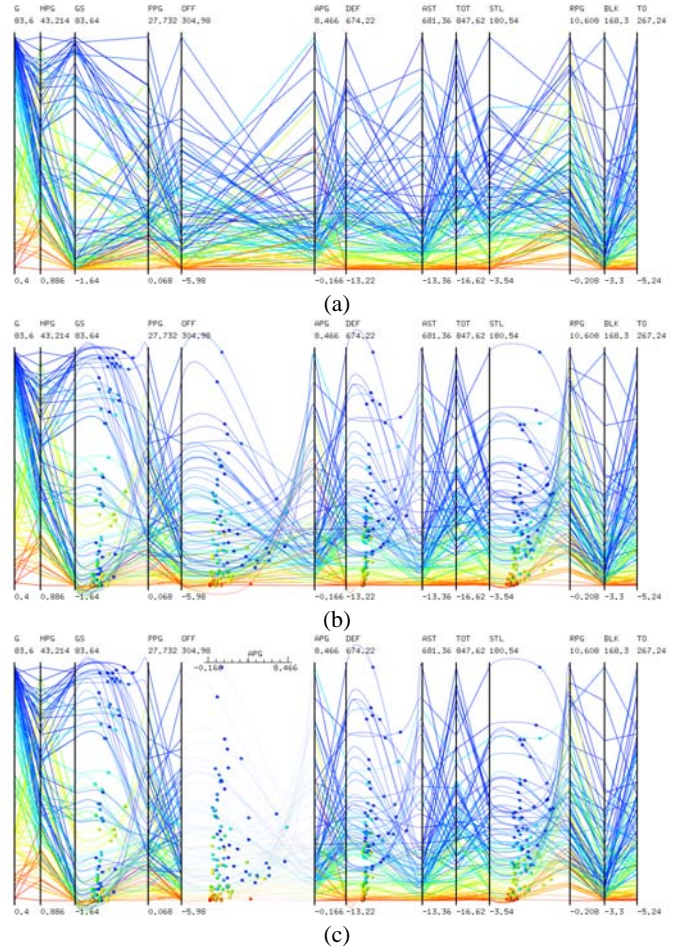 G MPG GS PPG OFF APG DEF AST TOT STL RPG BLK TO
83.6 43.214 83.64 27.732 304.98 8.466 674.22 681.36 847.62 180.54 10.608 168.3 267.24
0.4 0.886 -1.64 0.068 -5.98 -0.166 -13.22 -13.36 -16.62 -3.54 -0.208 -3.3 -5.24
(a)
G MPG GS PPG OFF APG DEF AST TOT STL RPG BLK TO
83.6 43.214 83.64 27.732 304.98 8.466 674.22 681.36 847.62 180.54 10.608 168.3 267.24
0.4 0.886 -1.64 0.068 -5.98 -0.166 -13.22 -13.36 -16.62 -3.54 -0.208 -3.3 -5.24
(b)
G MPG GS PPG OFF APG DEF AST TOT STL RPG BLK TO
83.6 43.214 83.64 27.732 304.98 8.466 674.22 681.36 847.62 180.54 10.608 168.3 267.24
APG
-0.166 8.466
0.4 0.886 -1.64 0.068 -5.98 -0.166 -13.22 -13.36 -16.62 -3.54 -0.208 -3.3 -5.24
(c)